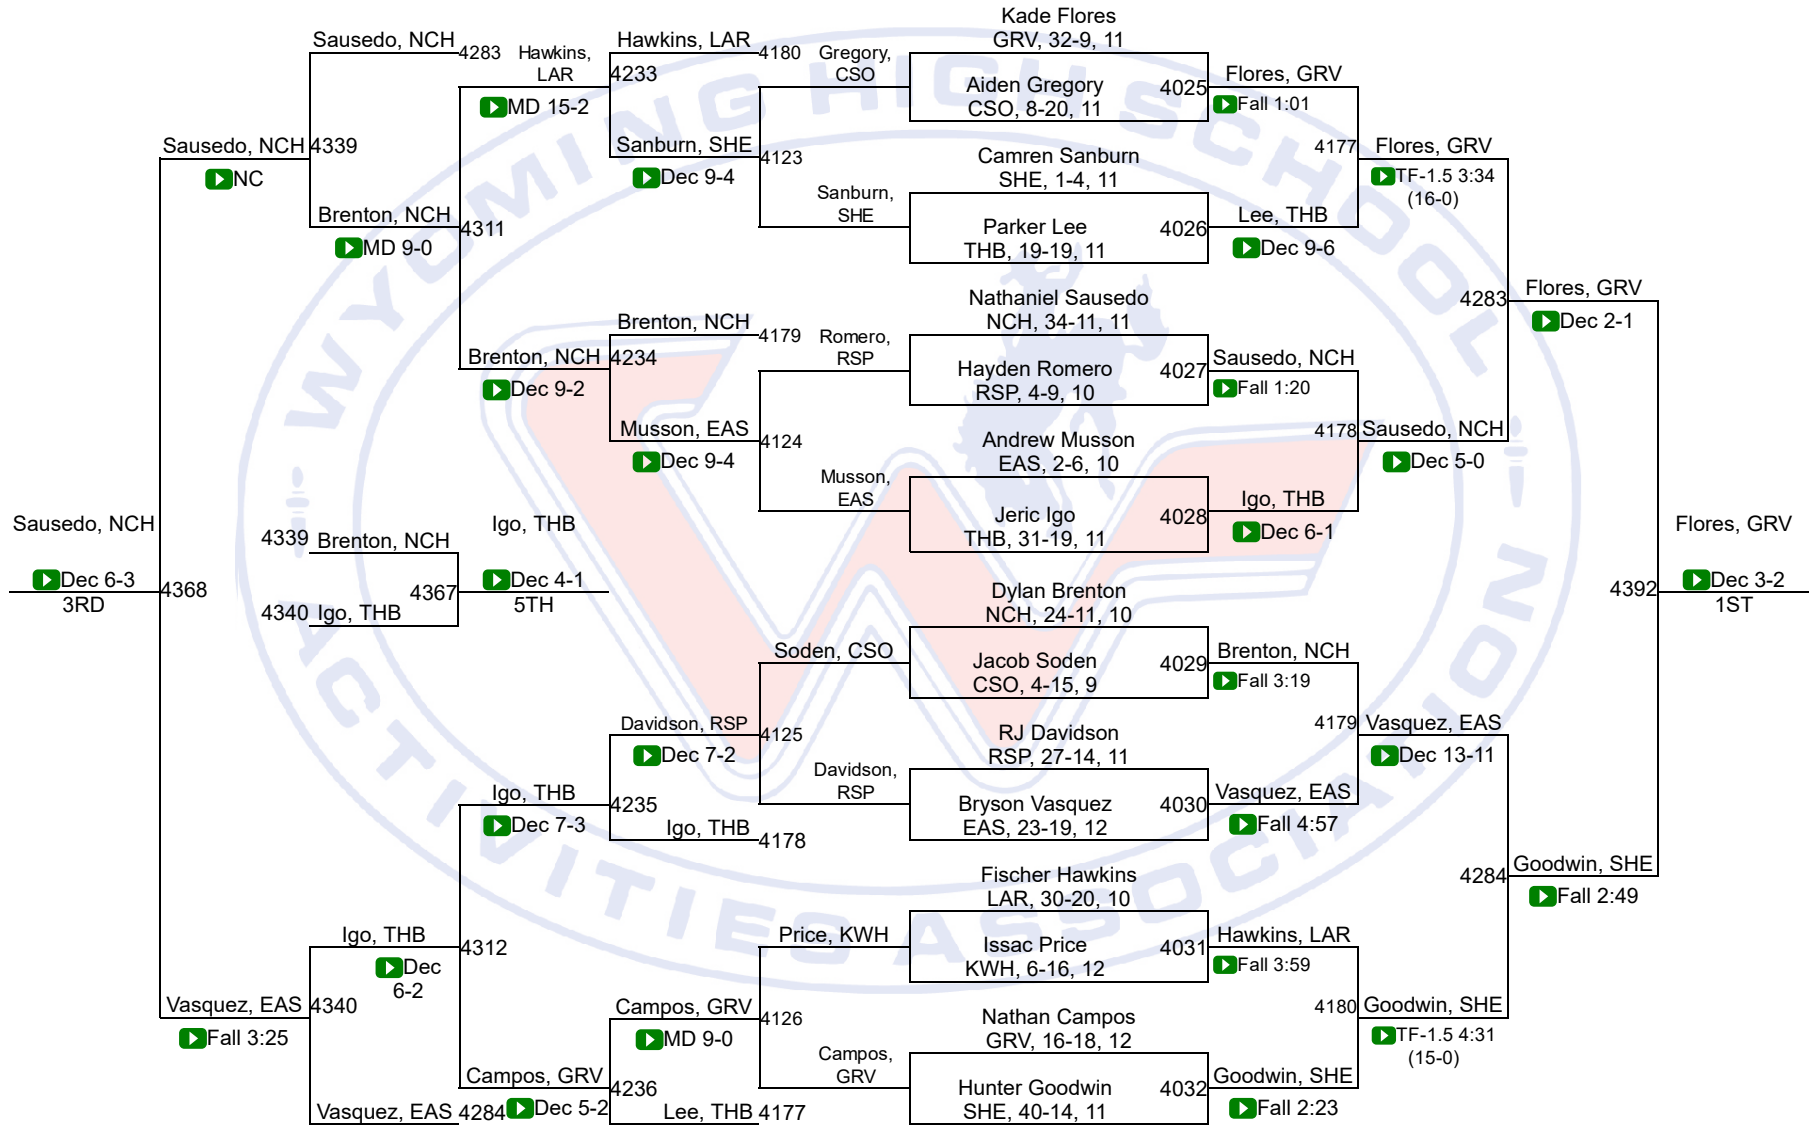 Kade Flores
GRV, 32-9, 11
Sausedo, NCH
4283
Hawkins,
LAR
Hawkins, LAR
4180
Gregory,
CSO
4233
Aiden Gregory
CSO, 8-20, 11
4025
Flores, GRV
Fall 1:01
MD 15-2
Sausedo, NCH
4339
NC
Sanburn, SHE
4123
Dec 9-4
Camren Sanburn
SHE, 1-4, 11
4177
Flores, GRV
TF-1.5 3:34
(16-0)
Sanburn,
SHE
Brenton, NCH
4311
MD 9-0
Parker Lee
THB, 19-19, 11
4026
Lee, THB
Dec 9-6
Nathaniel Sausedo
NCH, 34-11, 11
4283
Flores, GRV
Dec 2-1
Brenton, NCH
4179
Romero,
RSP
Brenton, NCH
4234
Dec 9-2
Hayden Romero
RSP, 4-9, 10
4027
Sausedo, NCH
Fall 1:20
Musson, EAS
4124
Dec 9-4
Andrew Musson
EAS, 2-6, 10
4178
Sausedo, NCH
Dec 5-0
Musson,
EAS
Jeric Igo
THB, 31-19, 11
4028
Igo, THB
Dec 6-1
Sausedo, NCH
Igo, THB
Flores, GRV
4339
Brenton, NCH
Dec 6-3
3RD
4368
4367
Dec 4-1
5TH
4340
Igo, THB
4392
Dec 3-2
1ST
Dylan Brenton
NCH, 24-11, 10
Soden, CSO
Jacob Soden
CSO, 4-15, 9
4029
Brenton, NCH
Fall 3:19
Davidson, RSP
4125
Dec 7-2
RJ Davidson
RSP, 27-14, 11
4179
Vasquez, EAS
Dec 13-11
Davidson,
RSP
Igo, THB
4235
Dec 7-3
Bryson Vasquez
EAS, 23-19, 12
4030
Vasquez, EAS
Fall 4:57
Igo, THB
4178
Fischer Hawkins
LAR, 30-20, 10
4284
Goodwin, SHE
Fall 2:49
Igo, THB
4312
Dec
6-2
Price, KWH
Issac Price
KWH, 6-16, 12
4031
Hawkins, LAR
Fall 3:59
Vasquez, EAS
4340
Fall 3:25
Campos, GRV
4126
MD 9-0
Nathan Campos
GRV, 16-18, 12
4180
Goodwin, SHE
TF-1.5 4:31
(15-0)
Campos,
GRV
Campos, GRV
4236
Dec 5-2
Hunter Goodwin
SHE, 40-14, 11
4032
Goodwin, SHE
Fall 2:23
Vasquez, EAS
4284
Lee, THB
4177
WYOMING HIGH SCHOOL
ACTIVITIES ASSOCIATION